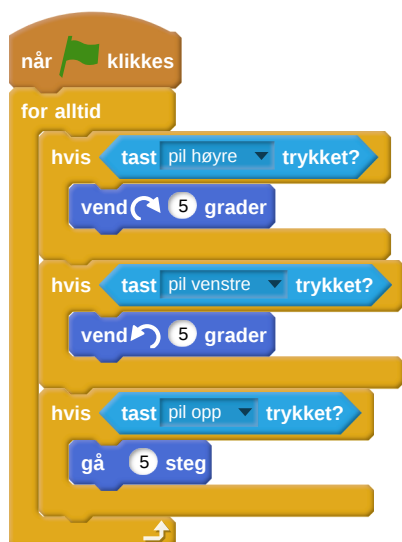 når klikkes
for alltid
hvis tast pil høyre trykket?
vend 5 grader
hvis tast pil venstre trykket?
vend 5 grader
hvis tast pil opp trykket?
gå 5 steg